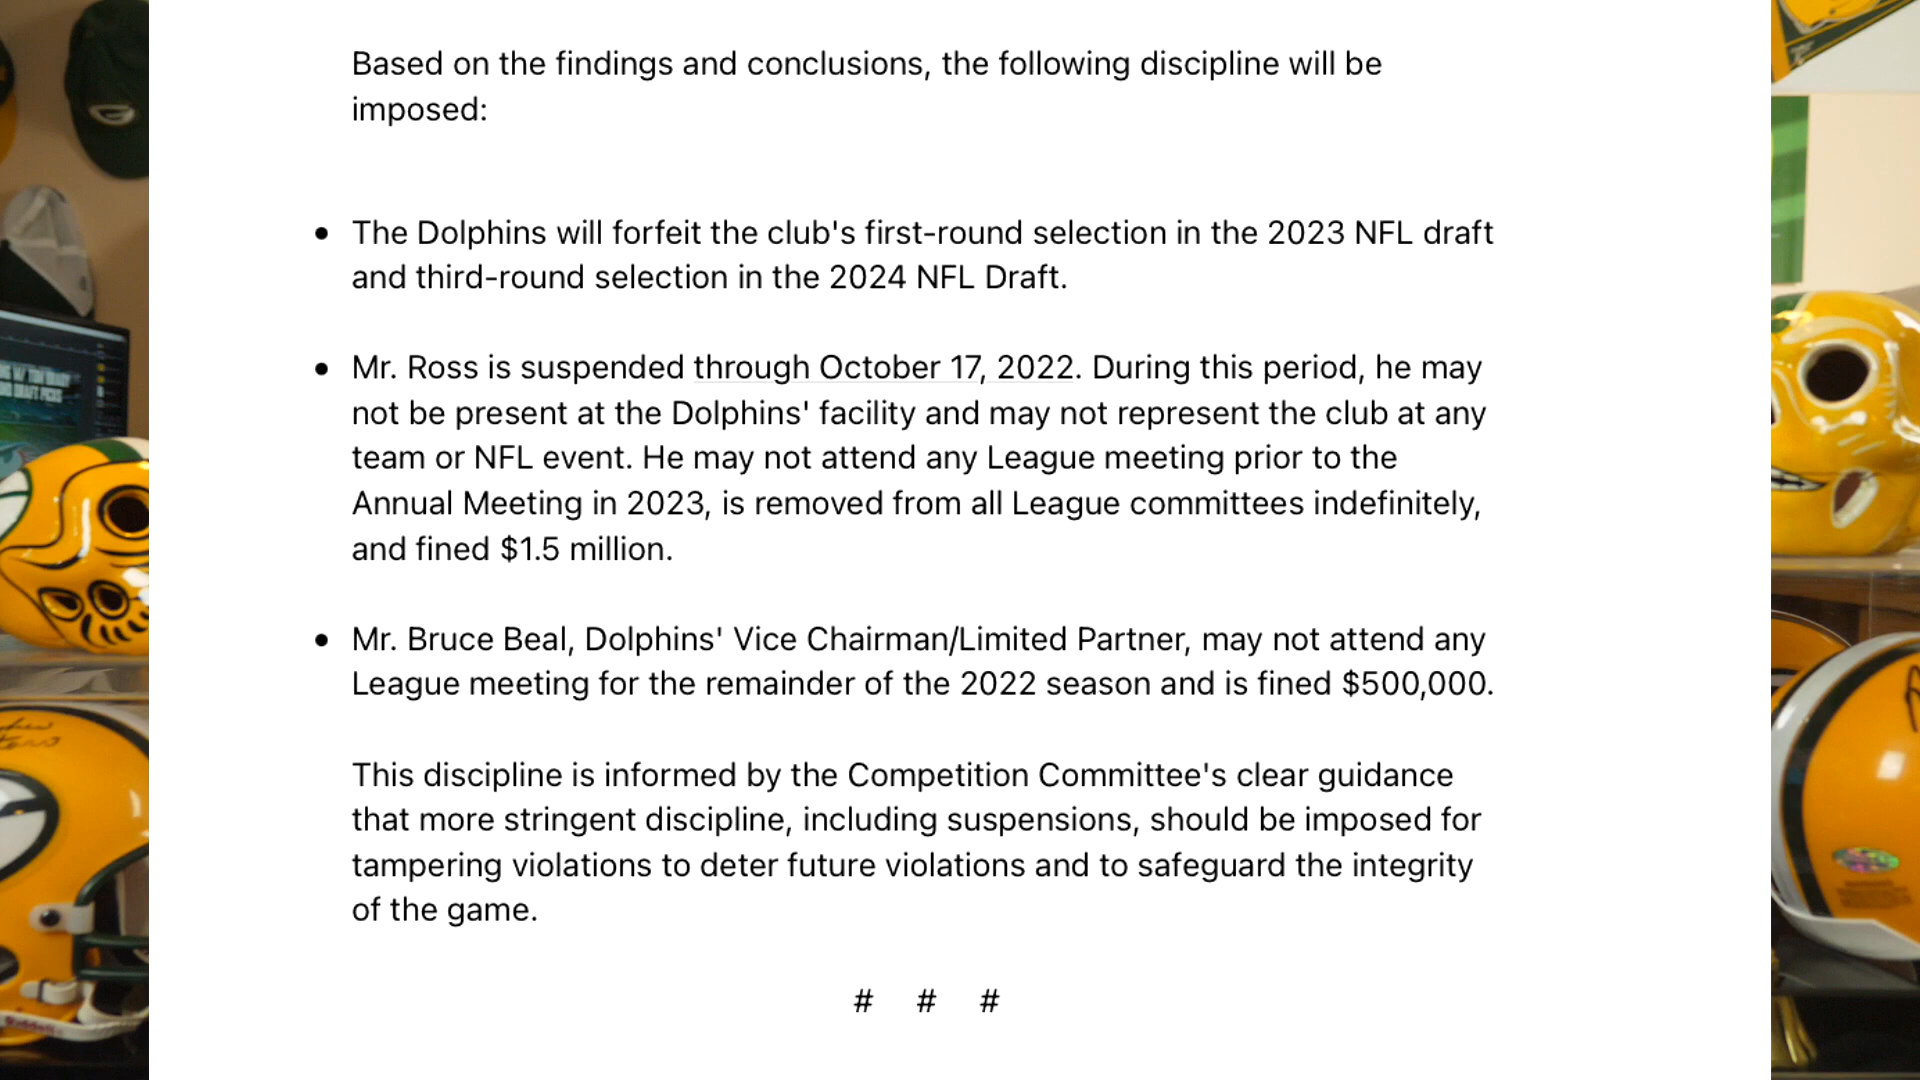 Based on the findings and conclusions, the following discipline will be
imposed:
• The Dolphins will forfeit the club's first-round selection in the 2023 NFL draft
and third-round selection in the 2024 NFL Draft.
• Mr. Ross is suspended through October 17, 2022. During this period, he may
not be present at the Dolphins' facility and may not represent the club at any
team or NFL event. He may not attend any League meeting prior to the
Annual Meeting in 2023, is removed from all League committees indefinitely,
and fined $1.5 million.
• Mr. Bruce Beal, Dolphins' Vice Chairman/Limited Partner, may not attend any
League meeting for the remainder of the 2022 season and is fined $500,000.
This discipline is informed by the Competition Committee's clear guidance
that more stringent discipline, including suspensions, should be imposed for
tampering violations to deter future violations and to safeguard the integrity
of the game.
# # #
Riddell